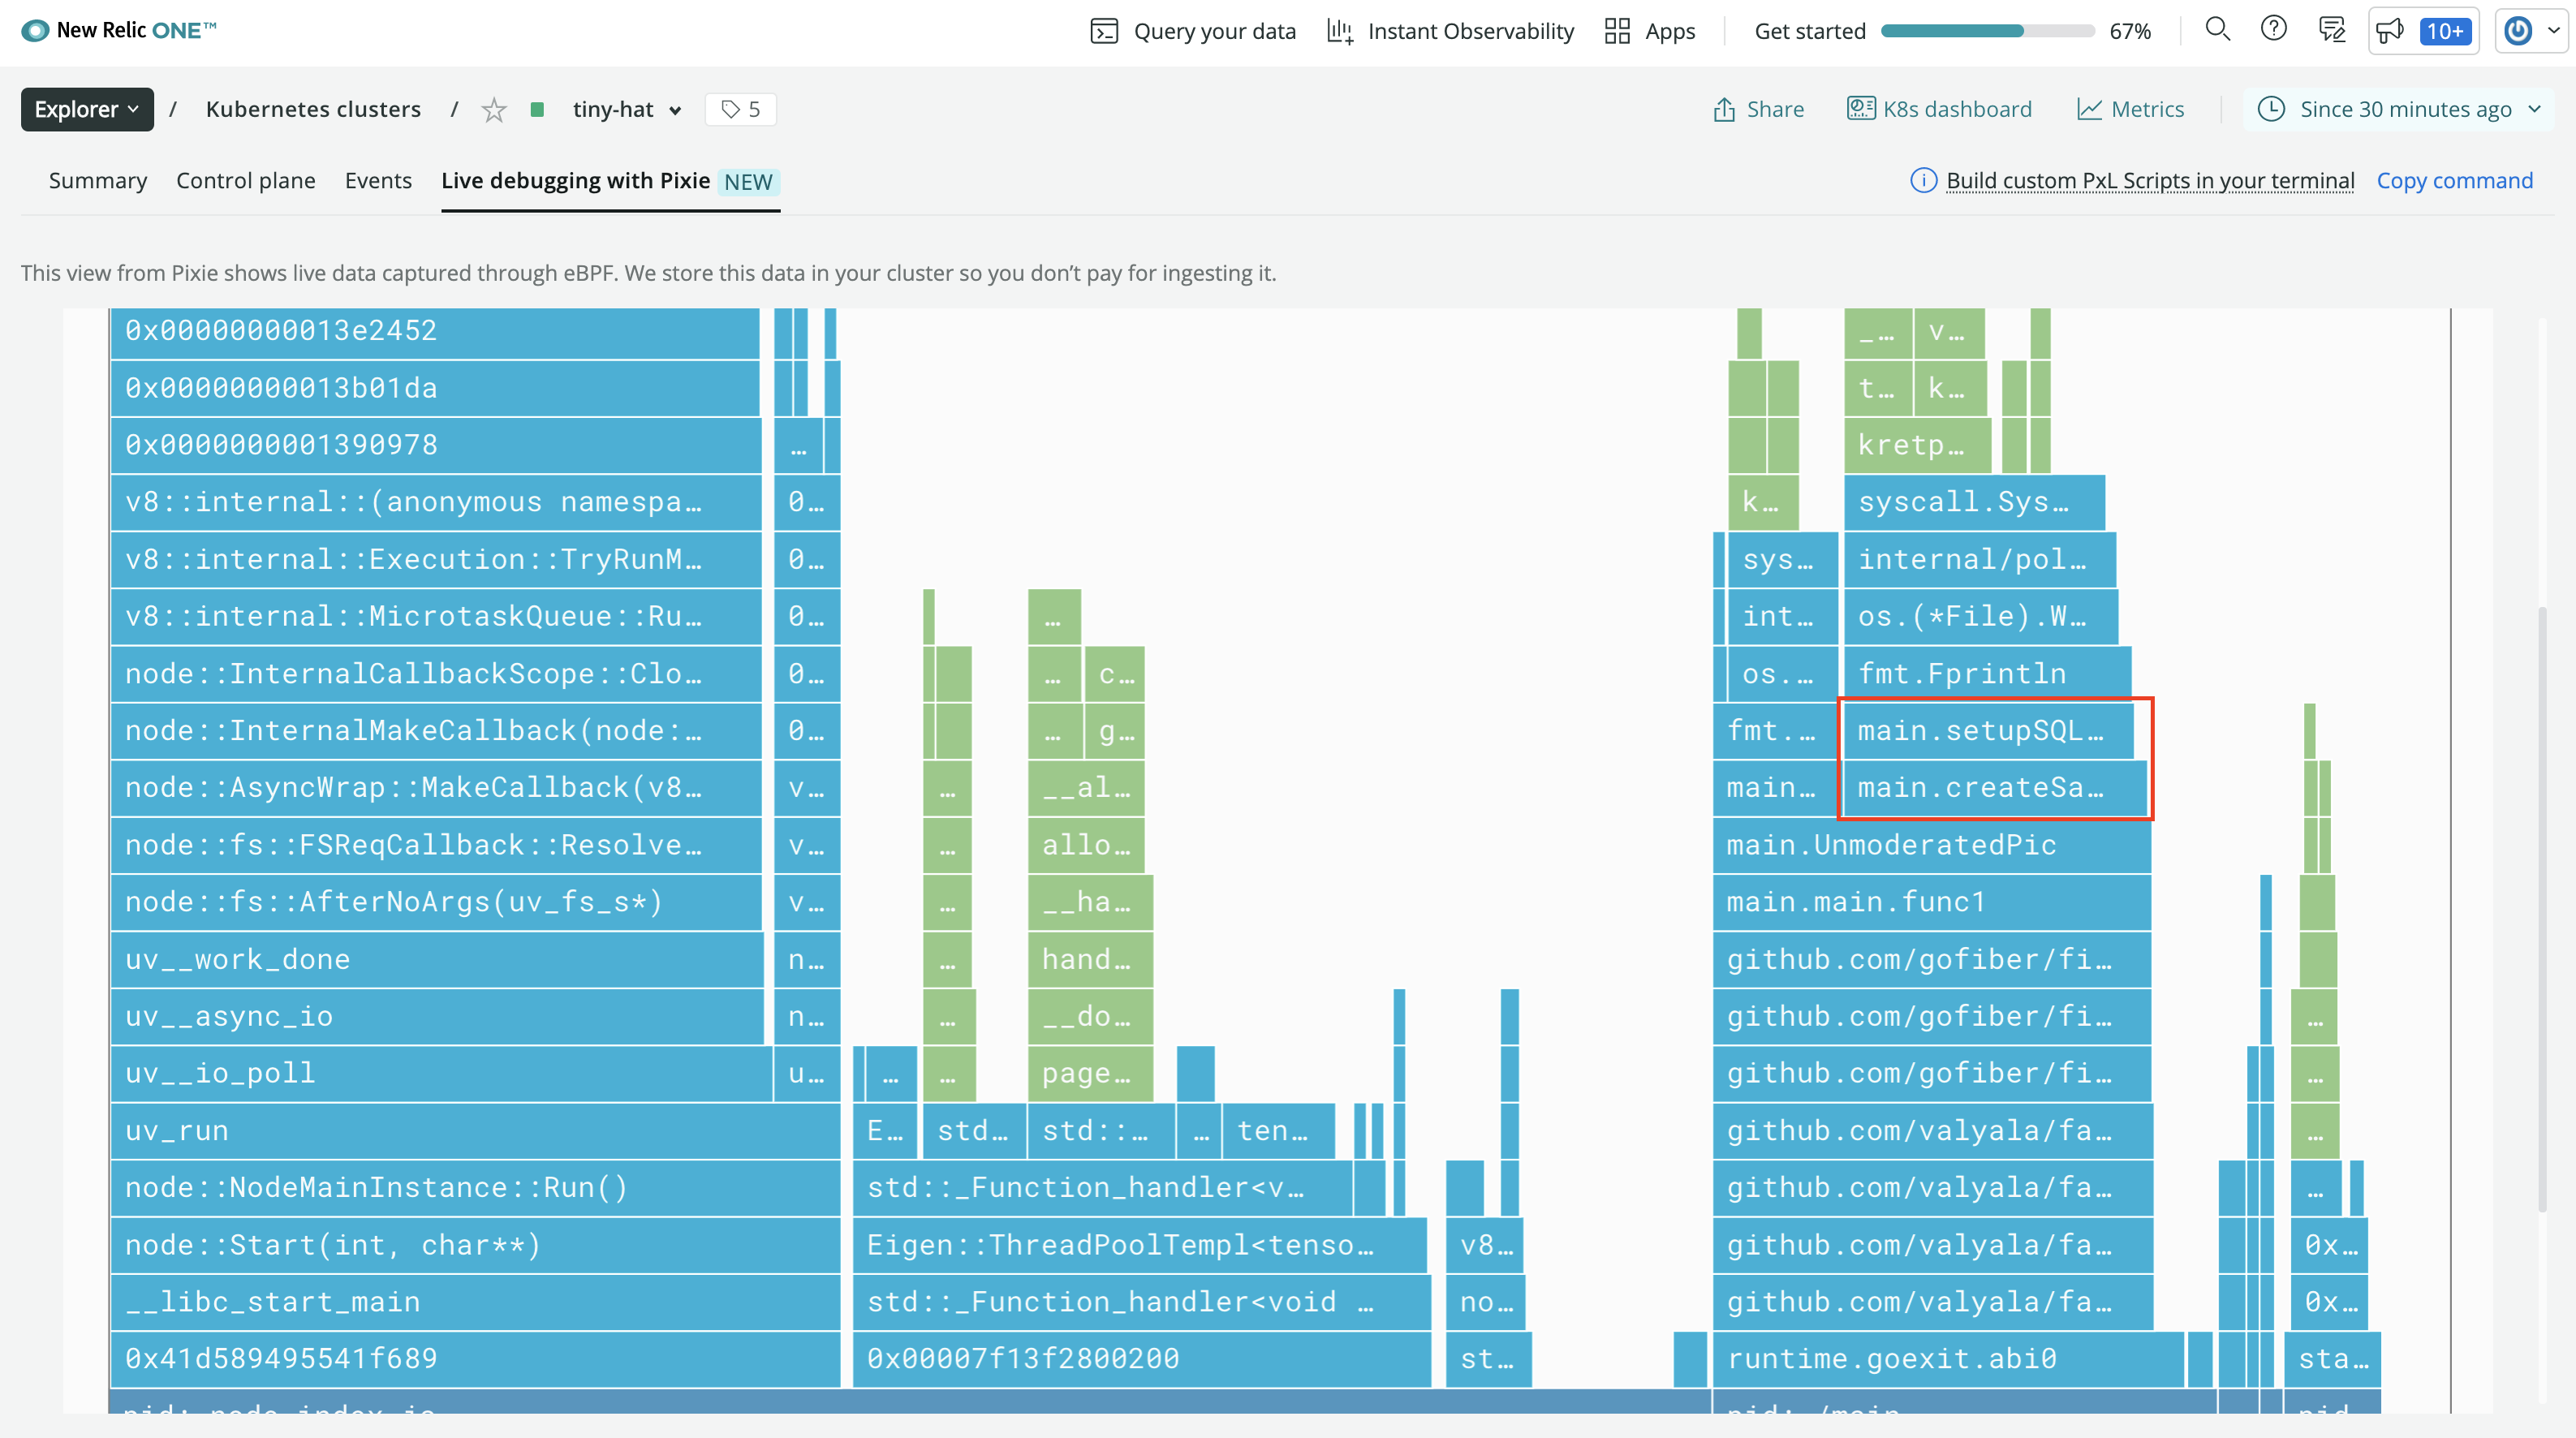 New Relic ONE™ Query your data Instant Observability Apps Get started 67% 10+
Explorer / Kubernetes clusters / tiny-hat 5 Share K8s dashboard Metrics Since 30 minutes ago
Summary Control plane Events Live debugging with Pixie NEW Build custom PxL Scripts in your terminal Copy command
This view from Pixie shows live data captured through eBPF. We store this data in your cluster so you don’t pay for ingesting it.
0x00000000013e2452 _… v…
0x00000000013b01da t… k…
0x0000000001390978 … kretp…
v8::internal::(anonymous namespa… 0… k… syscall.Sys…
v8::internal::Execution::TryRunM… 0… sys… internal/pol…
v8::internal::MicrotaskQueue::Ru… 0… … int… os.(*File).W…
node::InternalCallbackScope::Clo… 0… … c… os.… fmt.Fprintln
node::InternalMakeCallback(node:… 0… … g… fmt.… main.setupSQL…
node::AsyncWrap::MakeCallback(v8… v… … __al… main… main.createSa…
node::fs::FSReqCallback::Resolve… v… … allo… main.UnmoderatedPic
node::fs::AfterNoArgs(uv_fs_s*) v… … __ha… main.main.func1
uv__work_done n… … hand… github.com/gofiber/fi…
uv__async_io n… … __do… github.com/gofiber/fi… …
uv__io_poll u… … … page… github.com/gofiber/fi… …
uv_run E… std… std::… … ten… github.com/valyala/fa… …
node::NodeMainInstance::Run() std::_Function_handler<v… github.com/valyala/fa… …
node::Start(int, char**) Eigen::ThreadPoolTempl<tenso… v8… github.com/valyala/fa… 0x…
__libc_start_main std::_Function_handler<void … no… github.com/valyala/fa… 0x…
0x41d589495541f689 0x00007f13f2800200 st… runtime.goexit.abi0 sta…